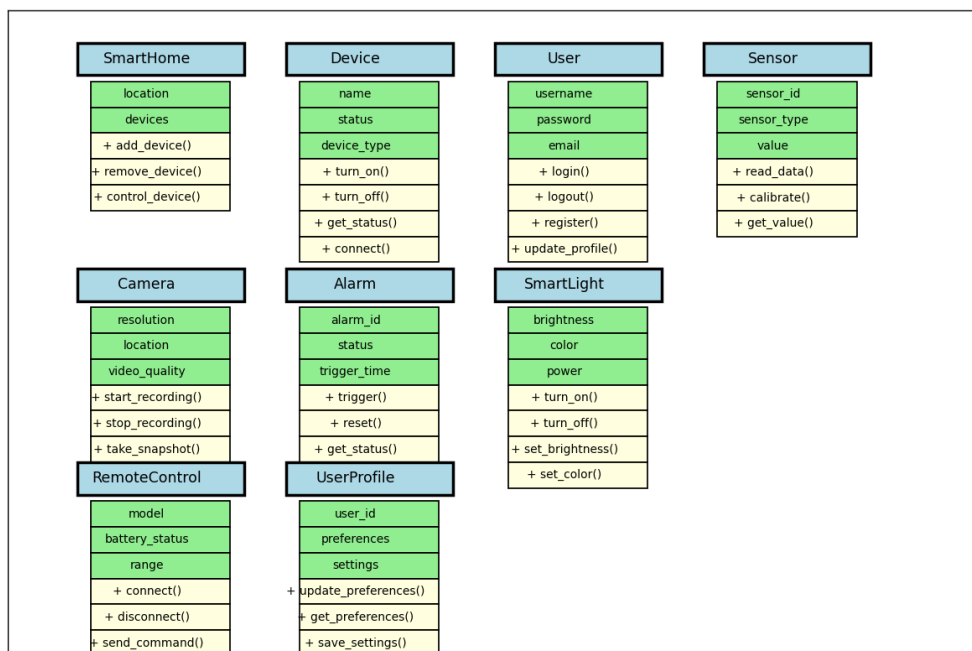 SmartHome
location
devices
+ add_device()
+ remove_device()
+ control_device()
Device
name
status
device_type
+ turn_on()
+ turn_off()
+ get_status()
+ connect()
User
username
password
email
+ login()
+ logout()
+ register()
+ update_profile()
Sensor
sensor_id
sensor_type
value
+ read_data()
+ calibrate()
+ get_value()
Camera
resolution
location
video_quality
+ start_recording()
+ stop_recording()
+ take_snapshot()
Alarm
alarm_id
status
trigger_time
+ trigger()
+ reset()
+ get_status()
SmartLight
brightness
color
power
+ turn_on()
+ turn_off()
+ set_brightness()
+ set_color()
RemoteControl
model
battery_status
range
+ connect()
+ disconnect()
+ send_command()
UserProfile
user_id
preferences
settings
+ update_preferences()
+ get_preferences()
+ save_settings()